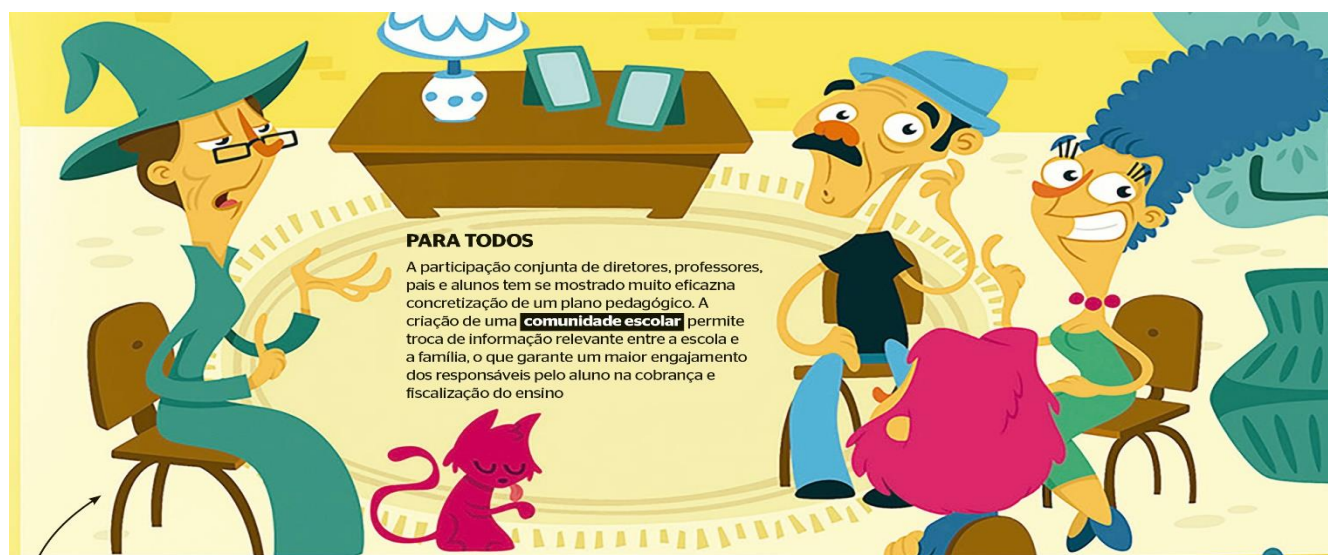 PARA TODOS
A participação conjunta de diretores, professores,
pais e alunos tem se mostrado muito eficazna
concretização de um plano pedagógico. A
criação de uma comunidade escolar permite
troca de informação relevante entre a escola e
a família, o que garante um maior engajamento
dos responsáveis pelo aluno na cobrança e
fiscalização do ensino